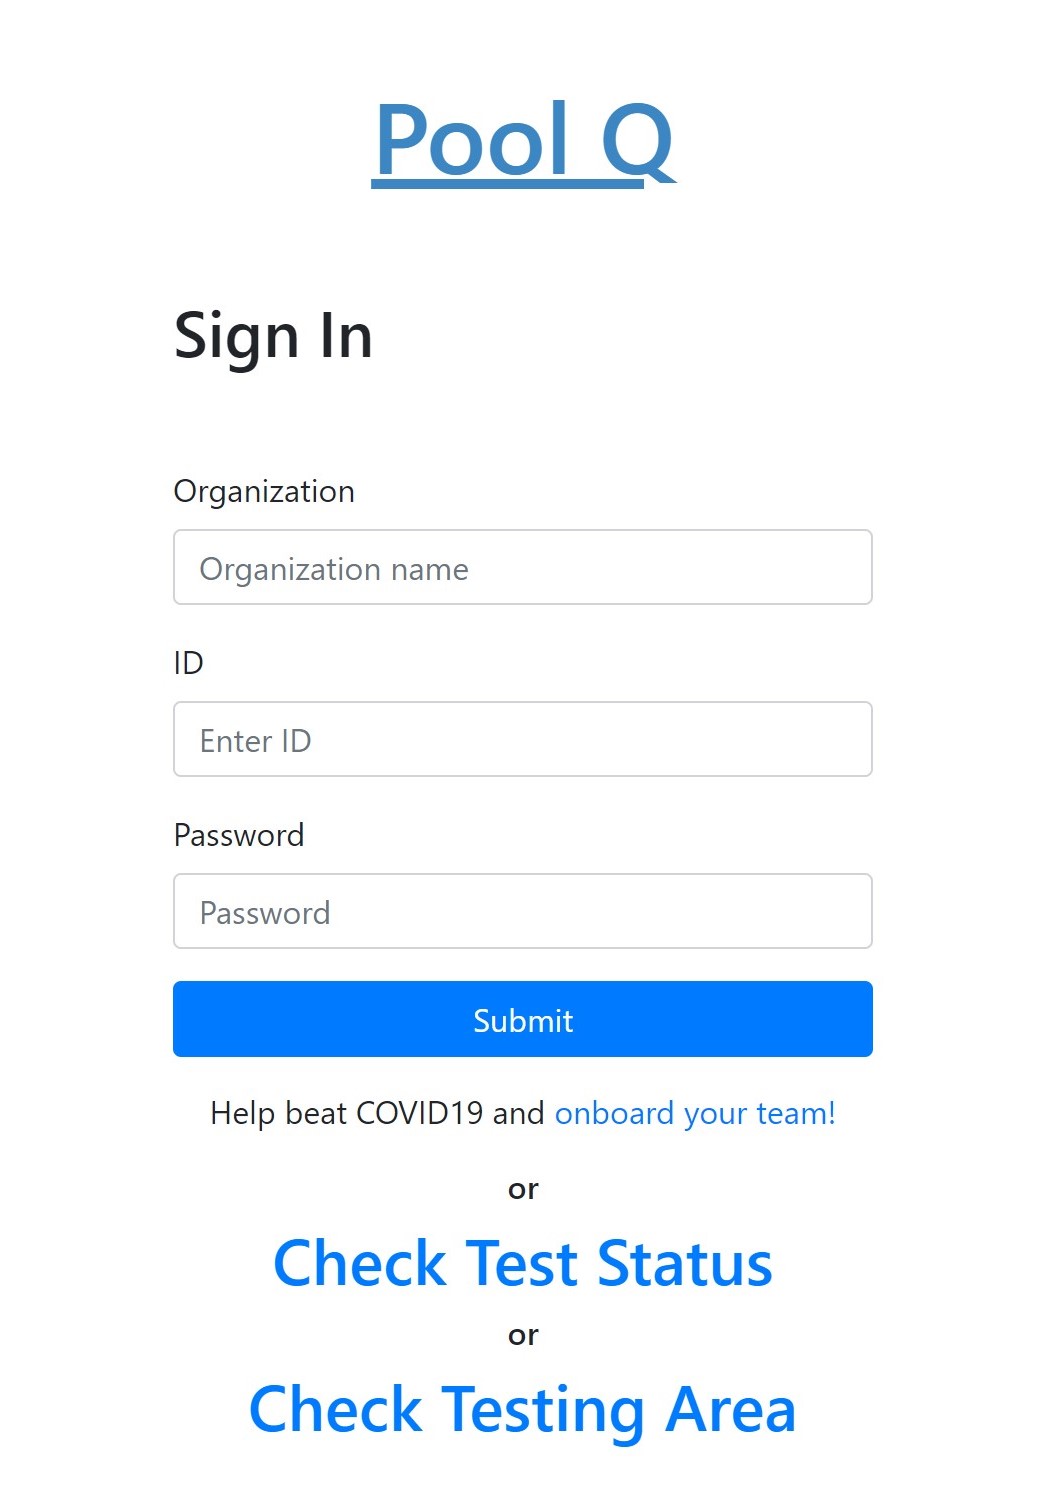 Pool Q
Sign In
Organization
Organization name
ID
Enter ID
Password
Password
Submit
Help beat COVID19 and onboard your team!
or
Check Test Status
or
Check Testing Area